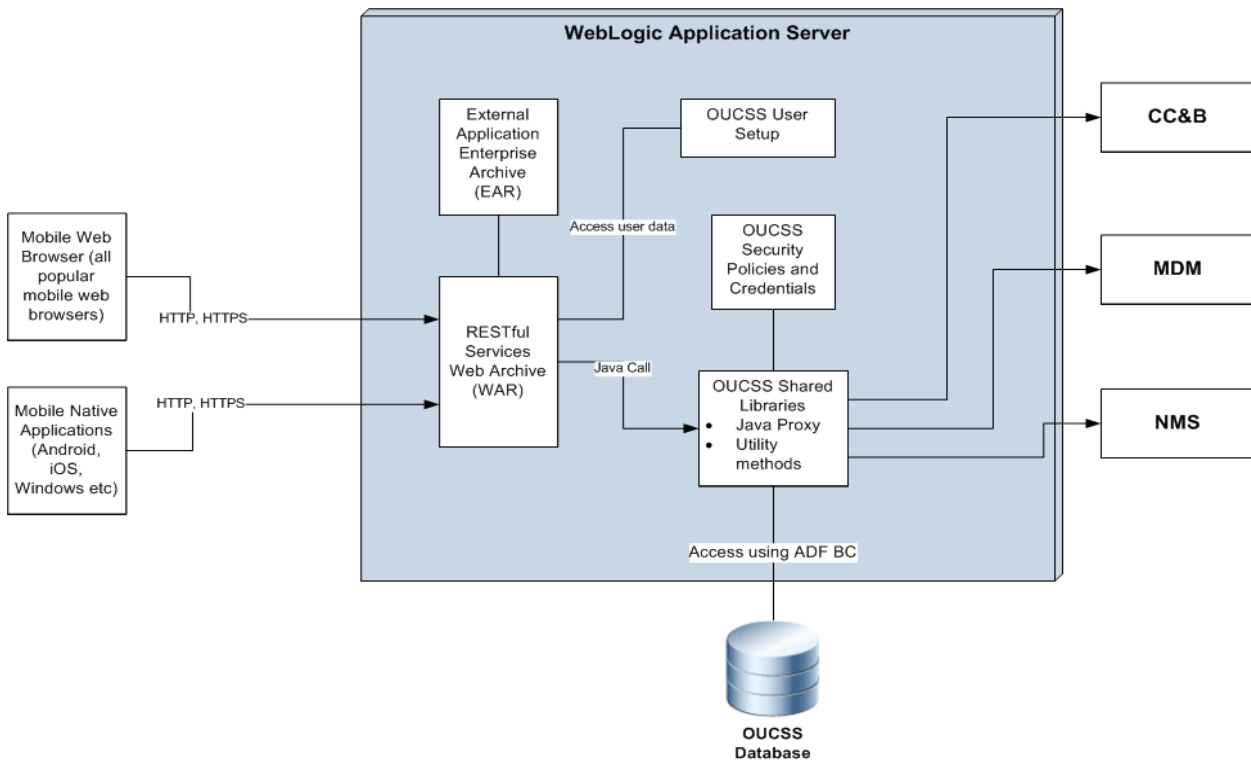 WebLogic Application Server
External
Application
Enterprise
Archive
(EAR)
OUCSS User
Setup
CC&B
Mobile Web
Browser (all
popular
mobile web
browsers)
Access user data
OUCSS
Security
Policies and
Credentials
MDM
HTTP, HTTPS
RESTful
Services
Web Archive
(WAR)
Java Call
OUCSS Shared
Libraries
• Java Proxy
• Utility
methods
NMS
HTTP, HTTPS
Mobile Native
Applications
(Android,
iOS,
Windows etc)
Access using ADF BC
OUCSS
Database